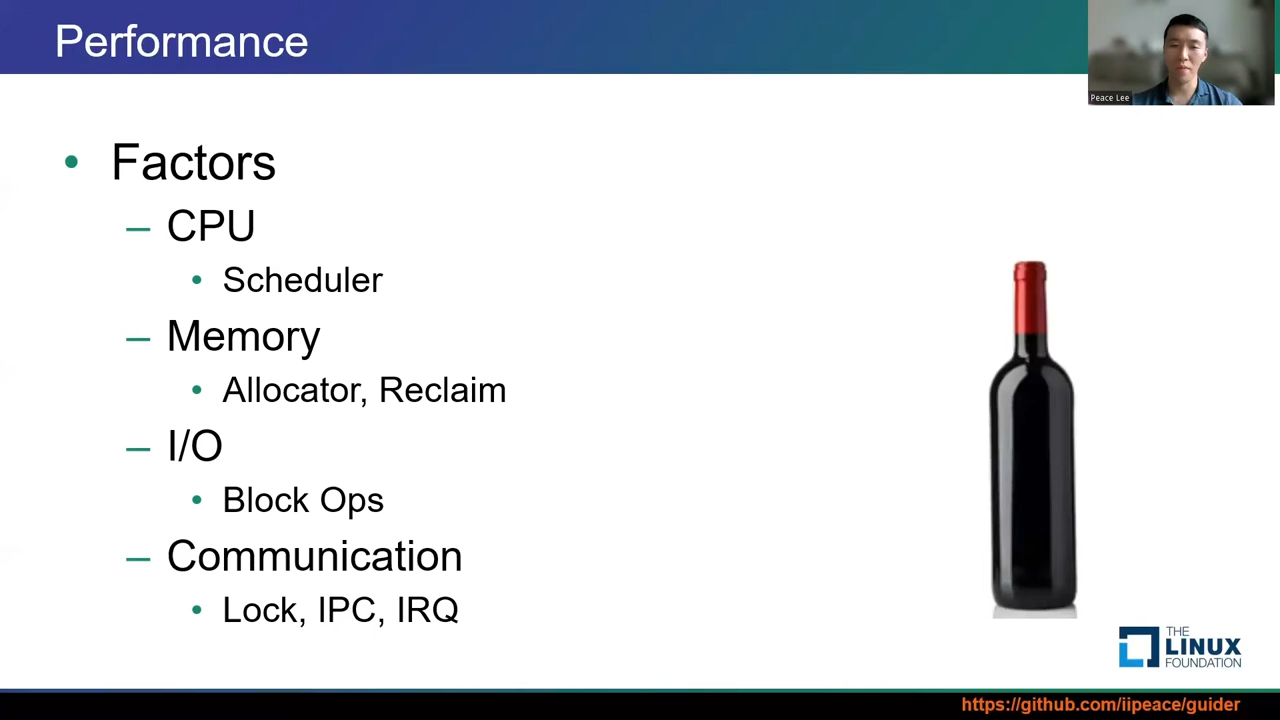 Performance
Peace Lee
• Factors
– CPU
• Scheduler
– Memory
• Allocator, Reclaim
– I/O
• Block Ops
– Communication
• Lock, IPC, IRQ
THE
LINUX
FOUNDATION
https://github.com/iipeace/guider